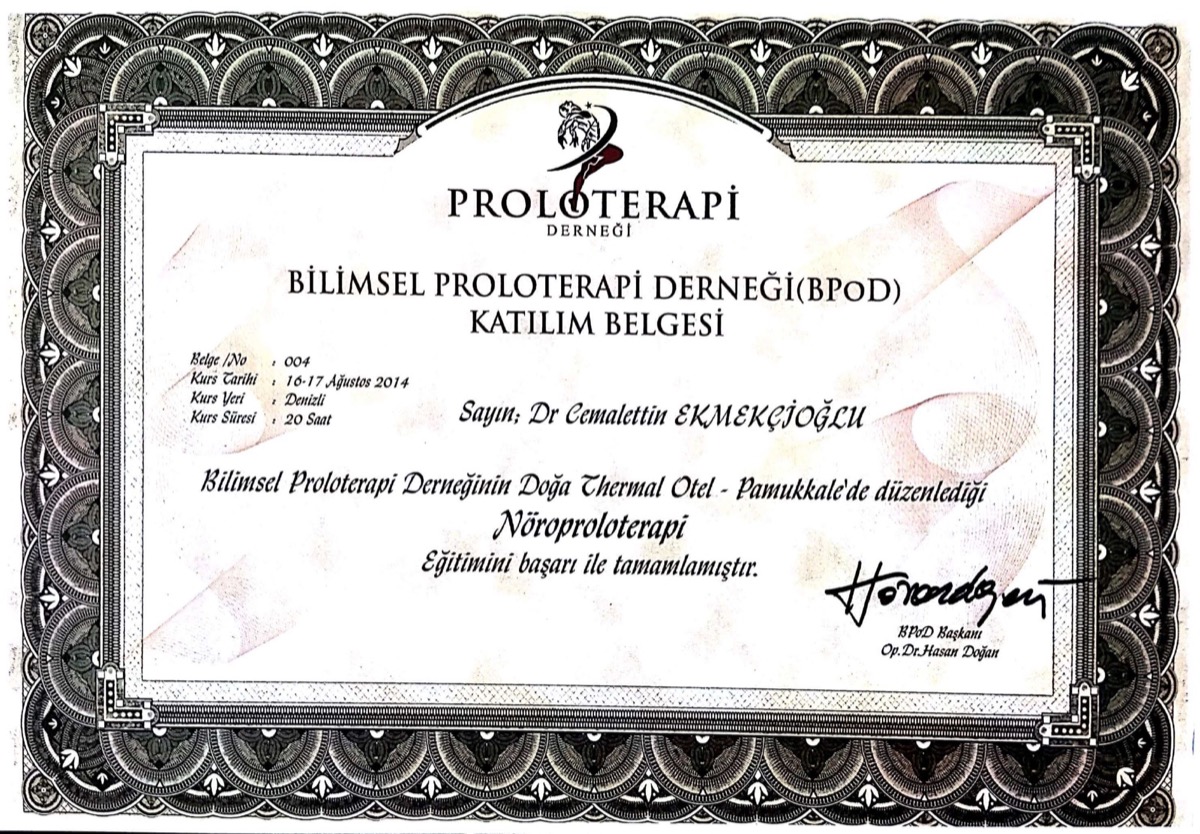 PROLOTERAPİ
DERNEĞİ
BİLİMSEL PROLOTERAPİ DERNEĞİ(BPOD)
KATILIM BELGESİ
Belge /No : 004
Kurs Tarihi : 16-17 Ağustos 2014
Kurs Yeri : Denizli
Kurs Süresi : 20 Saat
Sayın; Dr Cemalettin EKMEKÇİOĞLU
Bilimsel Proloterapi Derneğinin Doğa Thermal Otel - Pamukkale'de düzenlediği
Nöroproloterapi
Eğitimini başarı ile tamamlamıştır.
BPoD Başkanı
Op.Dr.Hasan Doğan